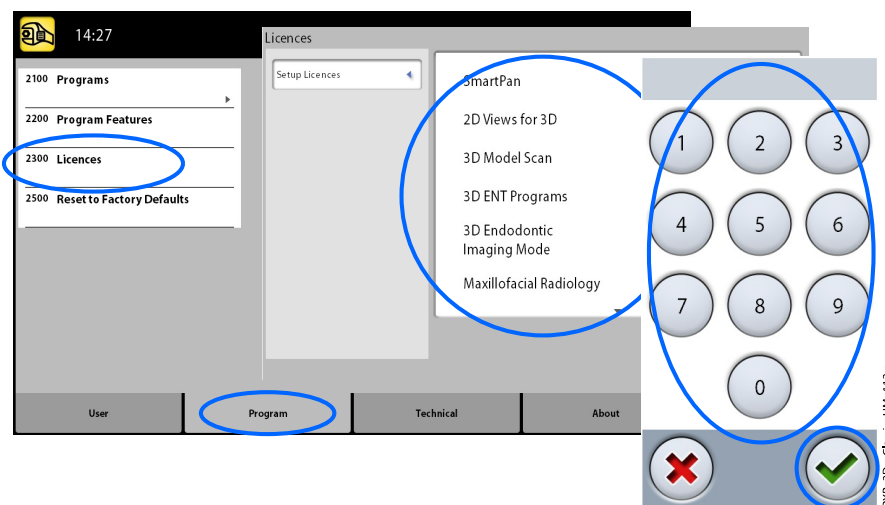 14:27
Licences
2100 Programs
2200 Program Features
2300 Licences
2500 Reset to Factory Defaults
Setup Licences
SmartPan
2D Views for 3D
3D Model Scan
3D ENT Programs
3D Endodontic
Imaging Mode
Maxillofacial Radiology
1 2 3
4 5 6
7 8 9
0
User Program Technical About